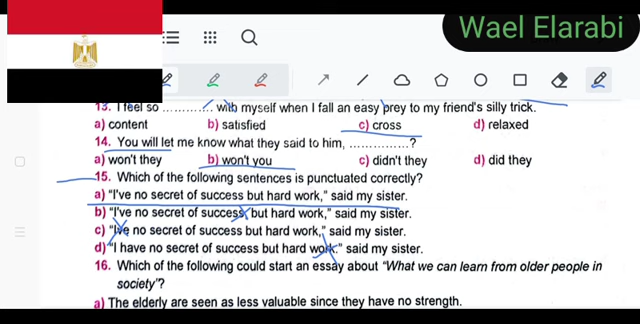 Wael Elarabi
13. I feel so ............... with myself when I fall an easy prey to my friend's silly trick.
a) content b) satisfied c) cross d) relaxed
14. You will let me know what they said to him, ...............?
a) won't they b) won't you c) didn't they d) did they
15. Which of the following sentences is punctuated correctly?
a) "I've no secret of success but hard work," said my sister.
b) "I've no secret of success, but hard work," said my sister.
c) "Ive no secret of success but hard work," said my sister.
d) "I have no secret of success but hard work." said my sister.
16. Which of the following could start an essay about "What we can learn from older people in
society"?
a) The elderly are seen as less valuable since they have no strength.